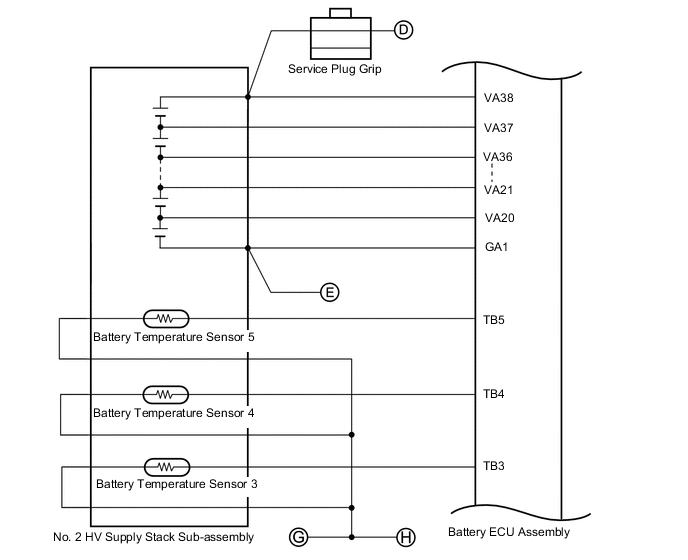 D
Service Plug Grip
VA38
VA37
VA36
VA21
VA20
GA1
E
TB5
Battery Temperature Sensor 5
TB4
Battery Temperature Sensor 4
TB3
Battery Temperature Sensor 3
No. 2 HV Supply Stack Sub-assembly
G
H
Battery ECU Assembly